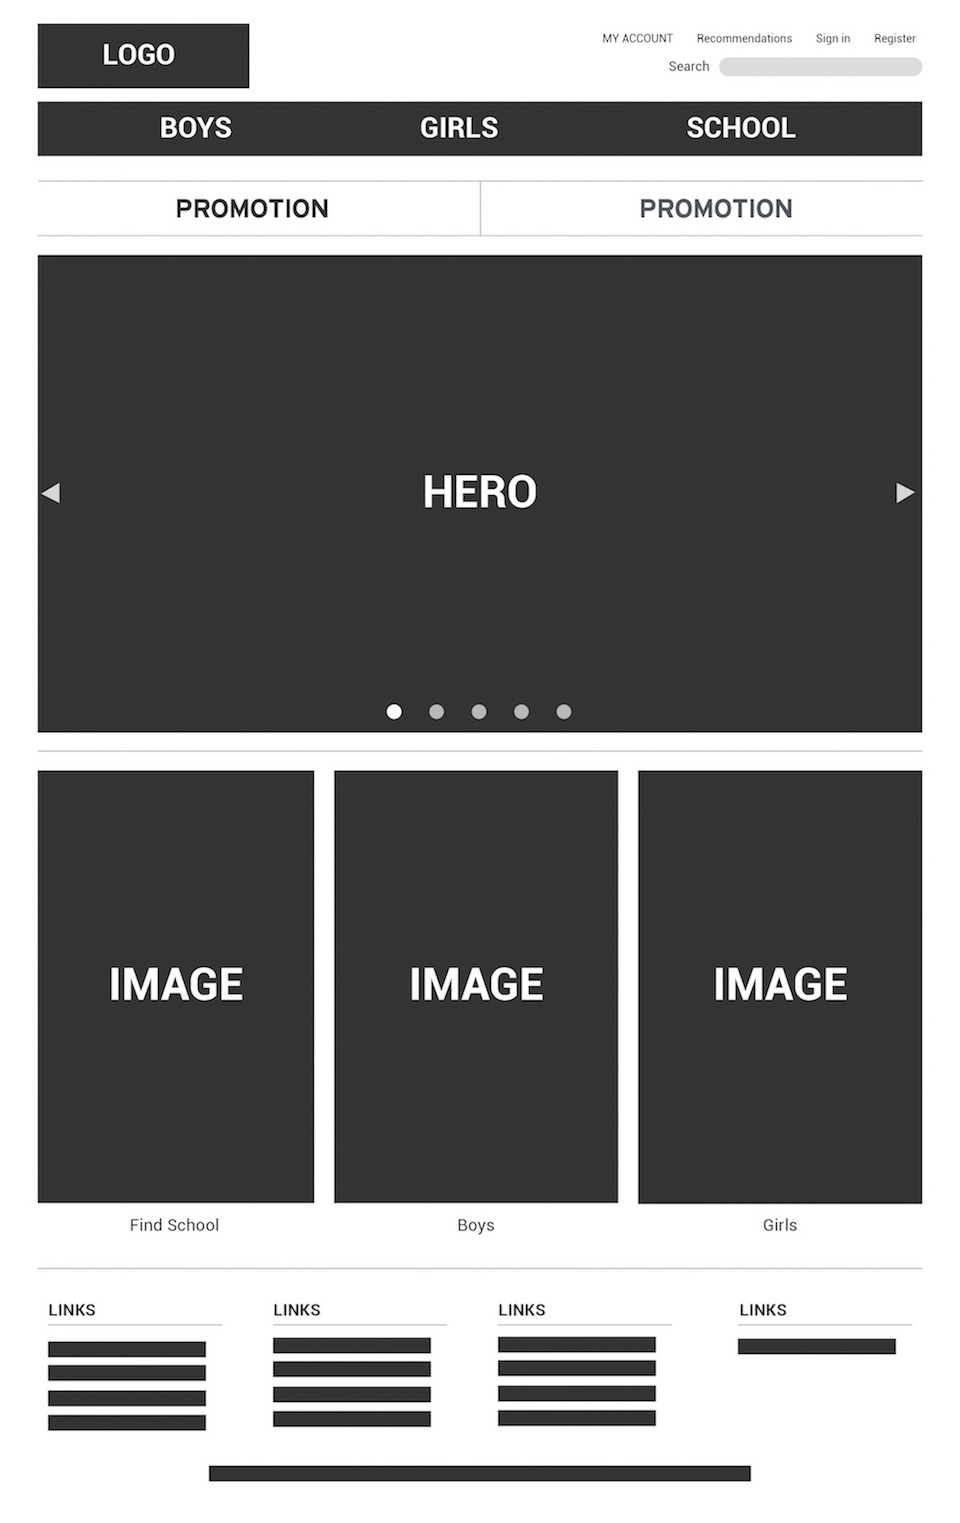 LOGO
MY ACCOUNT Recommendations Sign in Register
Search
BOYS GIRLS SCHOOL
PROMOTION PROMOTION
HERO
IMAGE IMAGE IMAGE
Find School Boys Girls
LINKS LINKS LINKS LINKS